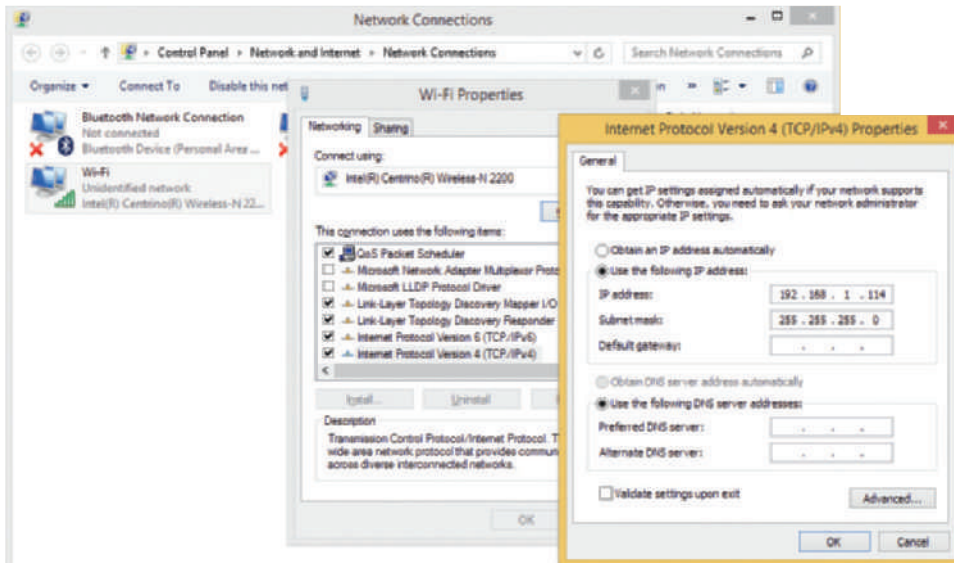 Network Connections
Control Panel Network and Internet Network Connections
Search Network Connections
Organize
Connect To
Disable this net
Bluetooth Network Connection
Not connected
Bluetooth Device (Personal Area ...
Wi-Fi
Unidentified network
Intel(R) Centrino(R) Wireless-N 22...
Wi-Fi Properties
Networking
Sharing
Connect using:
Intel(R) Centrino(R) Wireless-N 2200
This connection uses the following items:
QoS Packet Scheduler
Microsoft Network Adapter Multiplexor Proto
Microsoft LLDP Protocol Driver
Link-Layer Topology Discovery Mapper I/O
Link-Layer Topology Discovery Responder
Internet Protocol Version 6 (TCP/IPv6)
Internet Protocol Version 4 (TCP/IPv4)
Install...
Uninstall
Description
Transmission Control Protocol/Internet Protocol. T
wide area network protocol that provides commun
across diverse interconnected networks.
OK
Internet Protocol Version 4 (TCP/IPv4) Properties
General
You can get IP settings assigned automatically if your network supports
this capability. Otherwise, you need to ask your network administrator
for the appropriate IP settings.
Obtain an IP address automatically
Use the following IP address:
IP address: 192 . 168 . 1 . 114
Subnet mask: 255 . 255 . 255 . 0
Default gateway: . . .
Obtain DNS server address automatically
Use the following DNS server addresses:
Preferred DNS server: . . .
Alternate DNS server: . . .
Validate settings upon exit
Advanced...
OK
Cancel